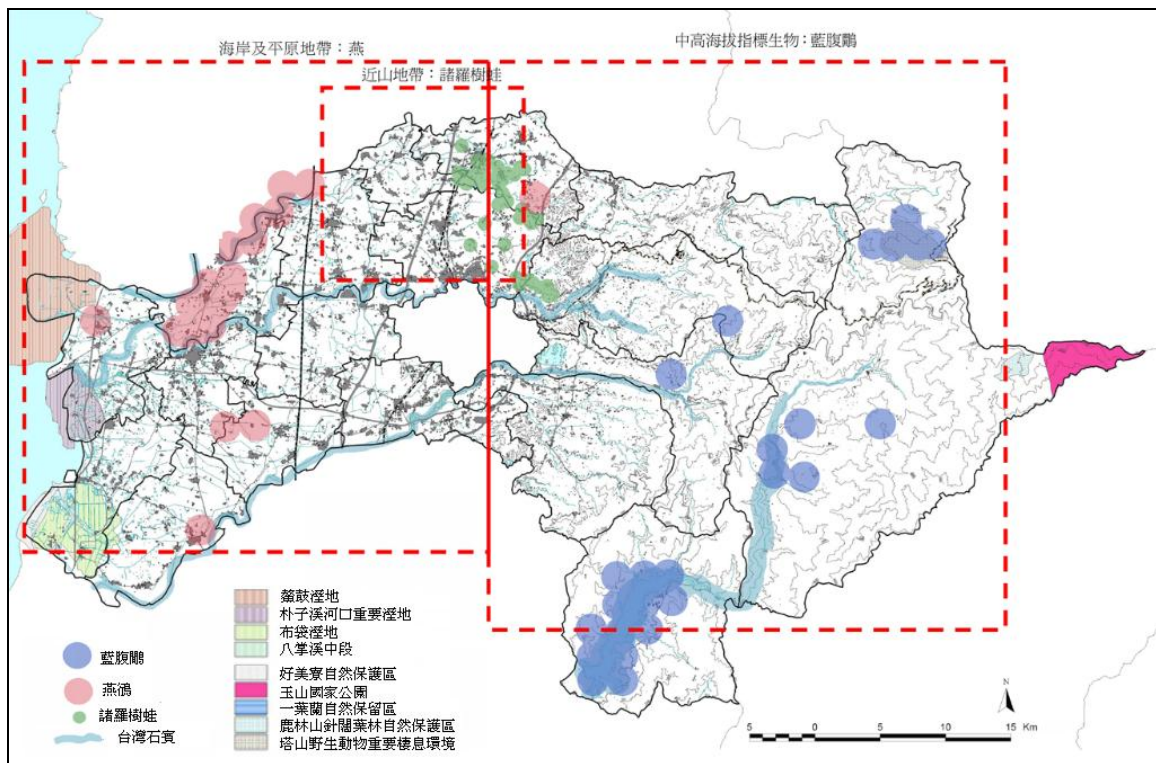 海岸及平原地帶：燕
中高海拔指標生物：藍腹鷴
近山地帶：諸羅樹蛙
藍腹鷴
燕鴴
諸羅樹蛙
台灣石賓
鰲鼓溼地
朴子溪河口重要溼地
布袋溼地
八掌溪中段
好美寮自然保護區
玉山國家公園
一葉蘭自然保留區
鹿林山針闊葉林自然保護區
塔山野生動物重要棲息環境
N
5 0 5 10 15 Km